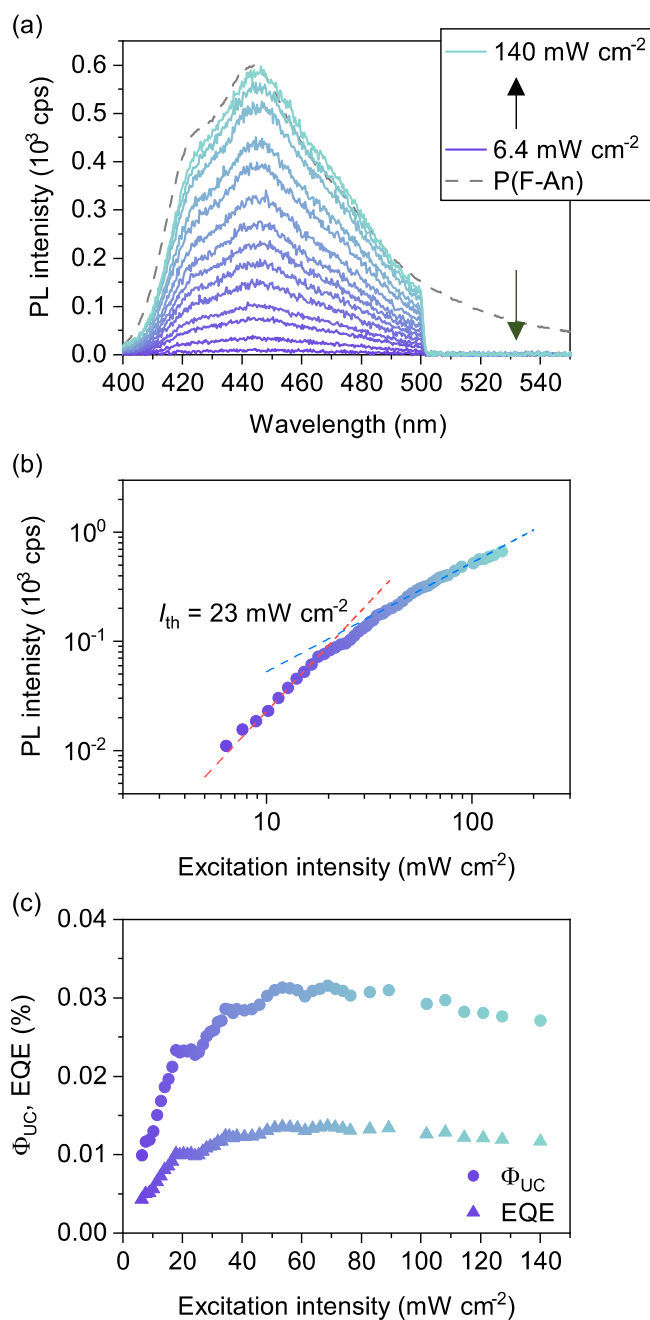 (a)
140 mW cm⁻²
6.4 mW cm⁻²
P(F-An)
PL intenisty (10³ cps)
0.6
0.5
0.4
0.3
0.2
0.1
0.0
400 420 440 460 480 500 520 540
Wavelength (nm)
(b)
PL intenisty (10³ cps)
10⁰
10⁻¹
10⁻²
I_th = 23 mW cm⁻²
10 100
Excitation intensity (mW cm⁻²)
(c)
Φ_UC, EQE (%)
0.04
0.03
0.02
0.01
0.00
Φ_UC
EQE
0 20 40 60 80 100 120 140
Excitation intensity (mW cm⁻²)